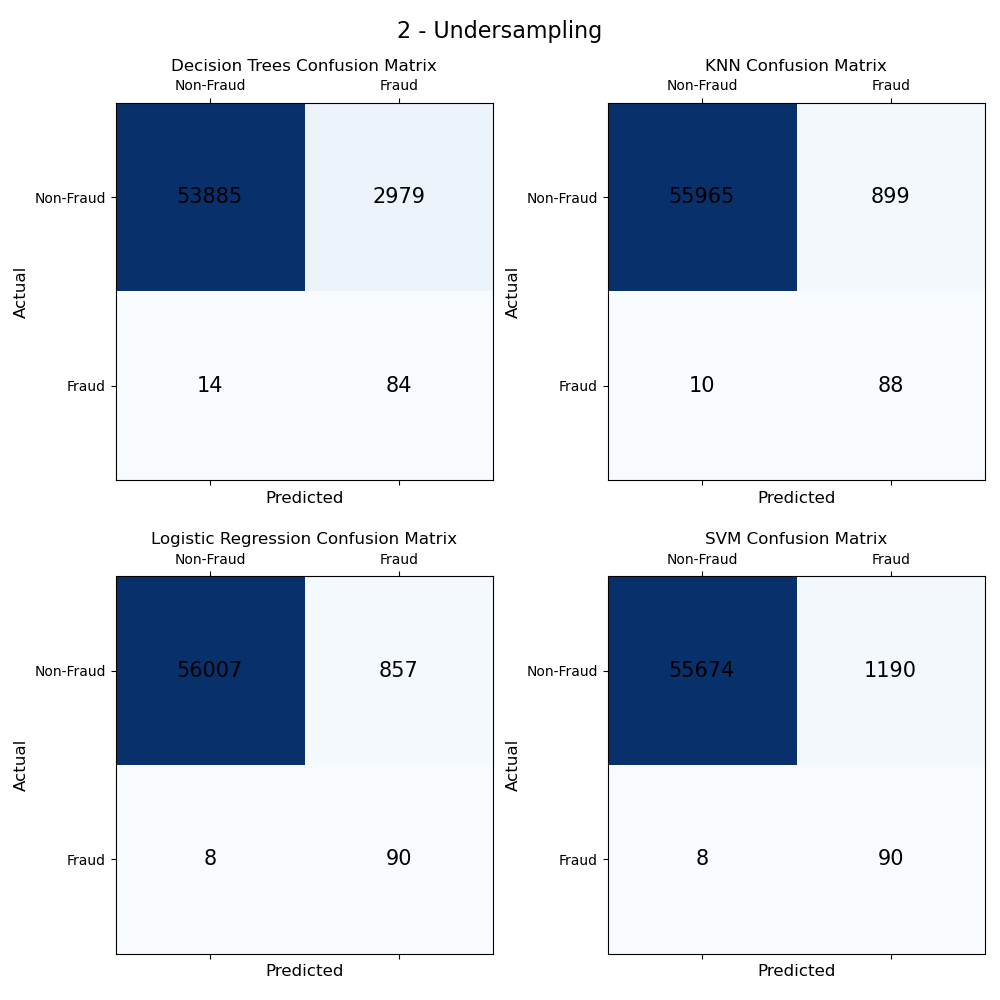 2 - Undersampling
Decision Trees Confusion Matrix
Non-Fraud Fraud
Non-Fraud 53885 2979
Actual
Fraud 14 84
Predicted
KNN Confusion Matrix
Non-Fraud Fraud
Non-Fraud 55965 899
Actual
Fraud 10 88
Predicted
Logistic Regression Confusion Matrix
Non-Fraud Fraud
Non-Fraud 56007 857
Actual
Fraud 8 90
Predicted
SVM Confusion Matrix
Non-Fraud Fraud
Non-Fraud 55674 1190
Actual
Fraud 8 90
Predicted